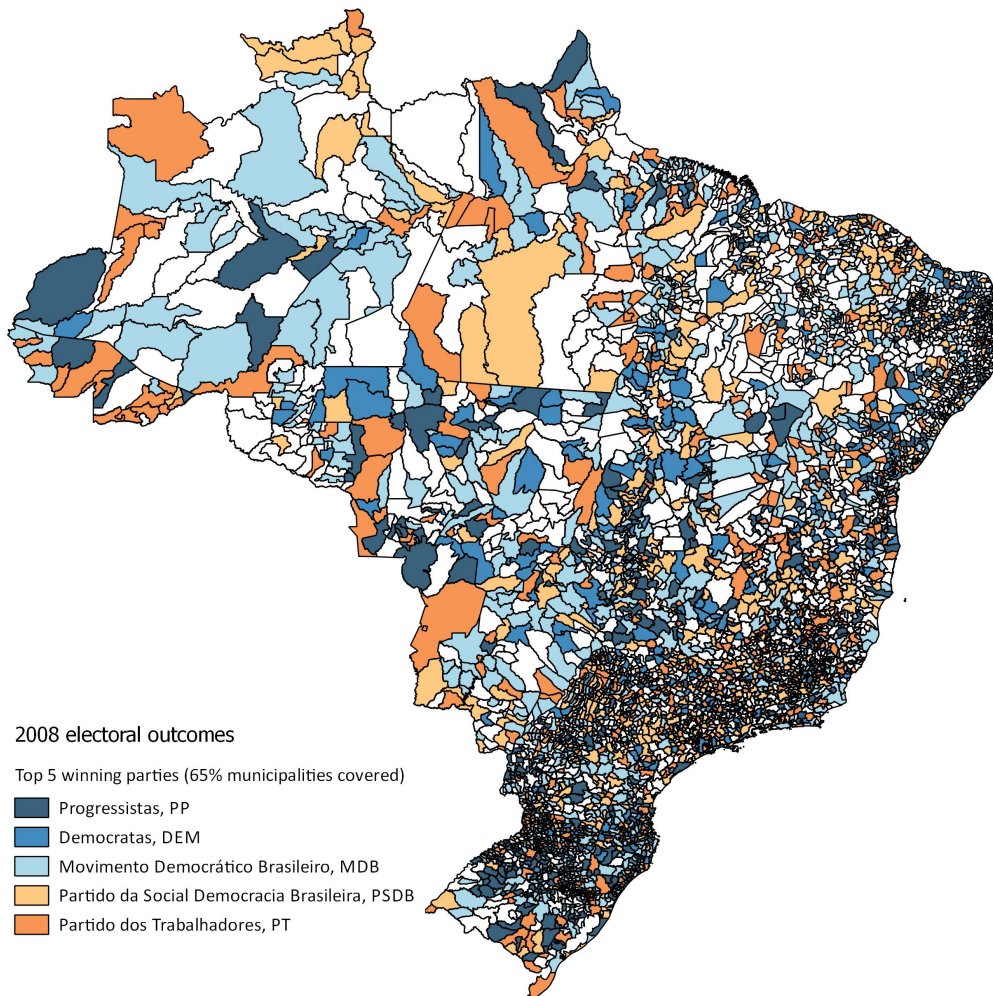 2008 electoral outcomes
Top 5 winning parties (65% municipalities covered)
Progressistas, PP
Democratas, DEM
Movimento Democrático Brasileiro, MDB
Partido da Social Democracia Brasileira, PSDB
Partido dos Trabalhadores, PT